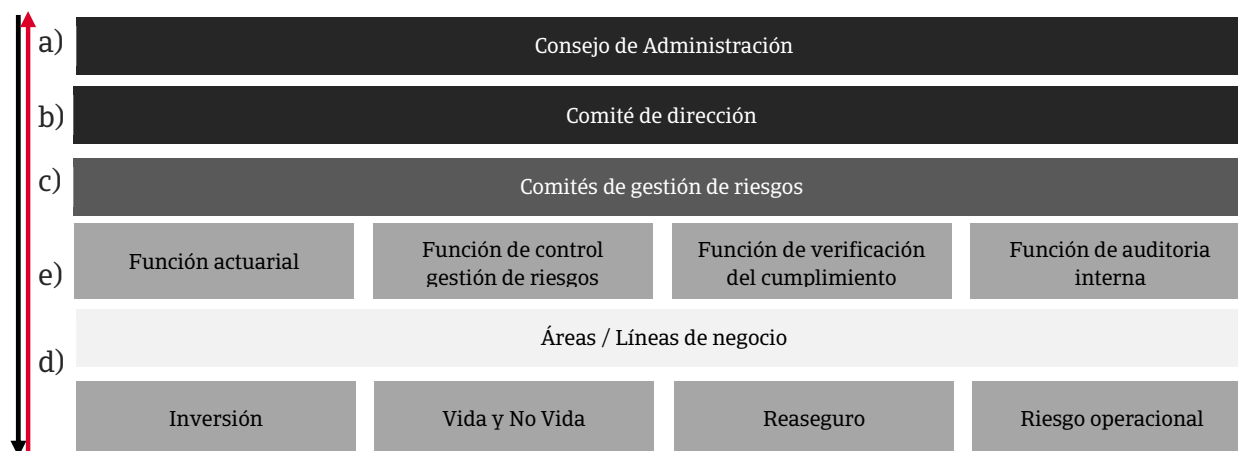 a)
Consejo de Administración
b)
Comité de dirección
c)
Comités de gestión de riesgos
e)
Función actuarial
Función de control
gestión de riesgos
Función de verificación
del cumplimiento
Función de auditoria
interna
d)
Áreas / Líneas de negocio
Inversión
Vida y No Vida
Reaseguro
Riesgo operacional